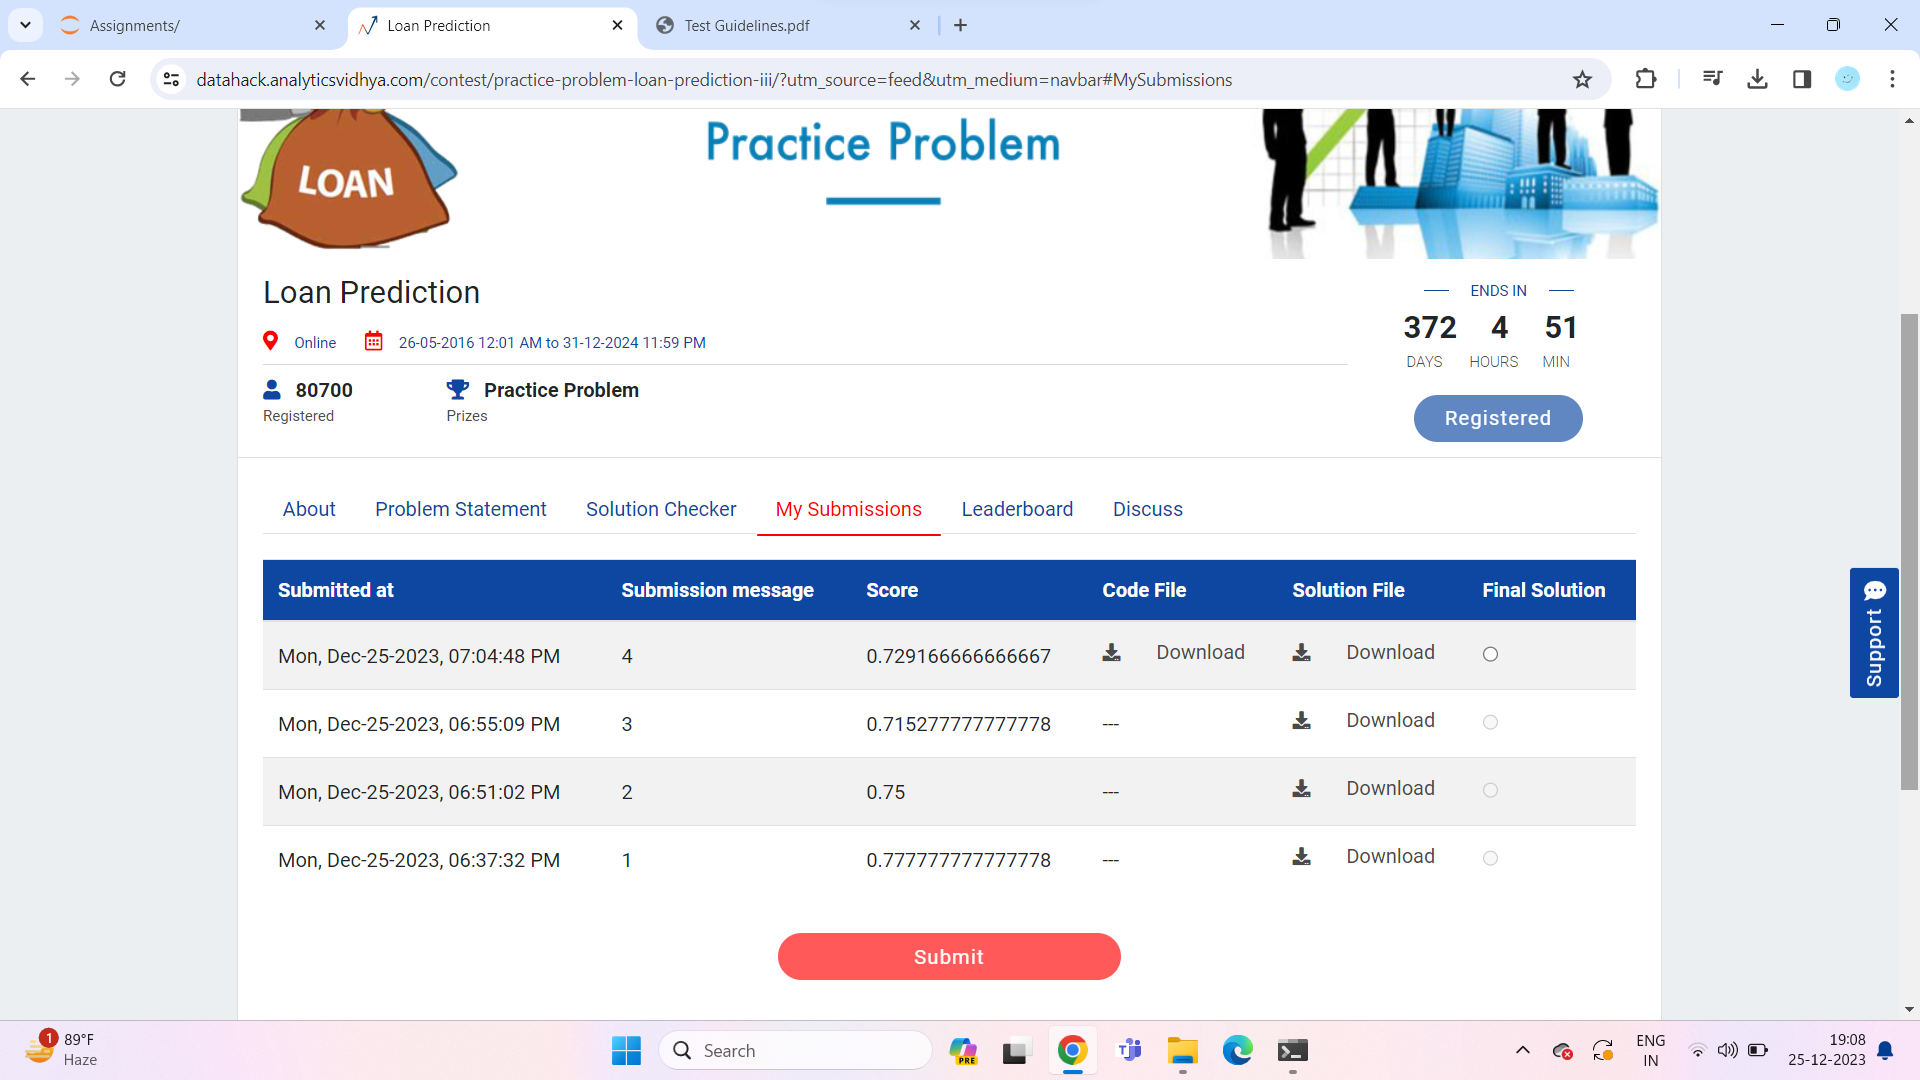 Assignments/
Loan Prediction
Test Guidelines.pdf
datahack.analyticsvidhya.com/contest/practice-problem-loan-prediction-iii/?utm_source=feed&utm_medium=navbar#MySubmissions
LOAN
Practice Problem
Loan Prediction
Online 26-05-2016 12:01 AM to 31-12-2024 11:59 PM
80700
Registered
Practice Problem
Prizes
ENDS IN
372 4 51
DAYS HOURS MIN
Registered
About Problem Statement Solution Checker My Submissions Leaderboard Discuss
Submitted at Submission message Score Code File Solution File Final Solution
Mon, Dec-25-2023, 07:04:48 PM 4 0.729166666666667 Download Download
Mon, Dec-25-2023, 06:55:09 PM 3 0.715277777777778 --- Download
Mon, Dec-25-2023, 06:51:02 PM 2 0.75 --- Download
Mon, Dec-25-2023, 06:37:32 PM 1 0.777777777777778 --- Download
Submit
Support
1
89°F
Haze
Search
PRE
ENG
IN
19:08
25-12-2023